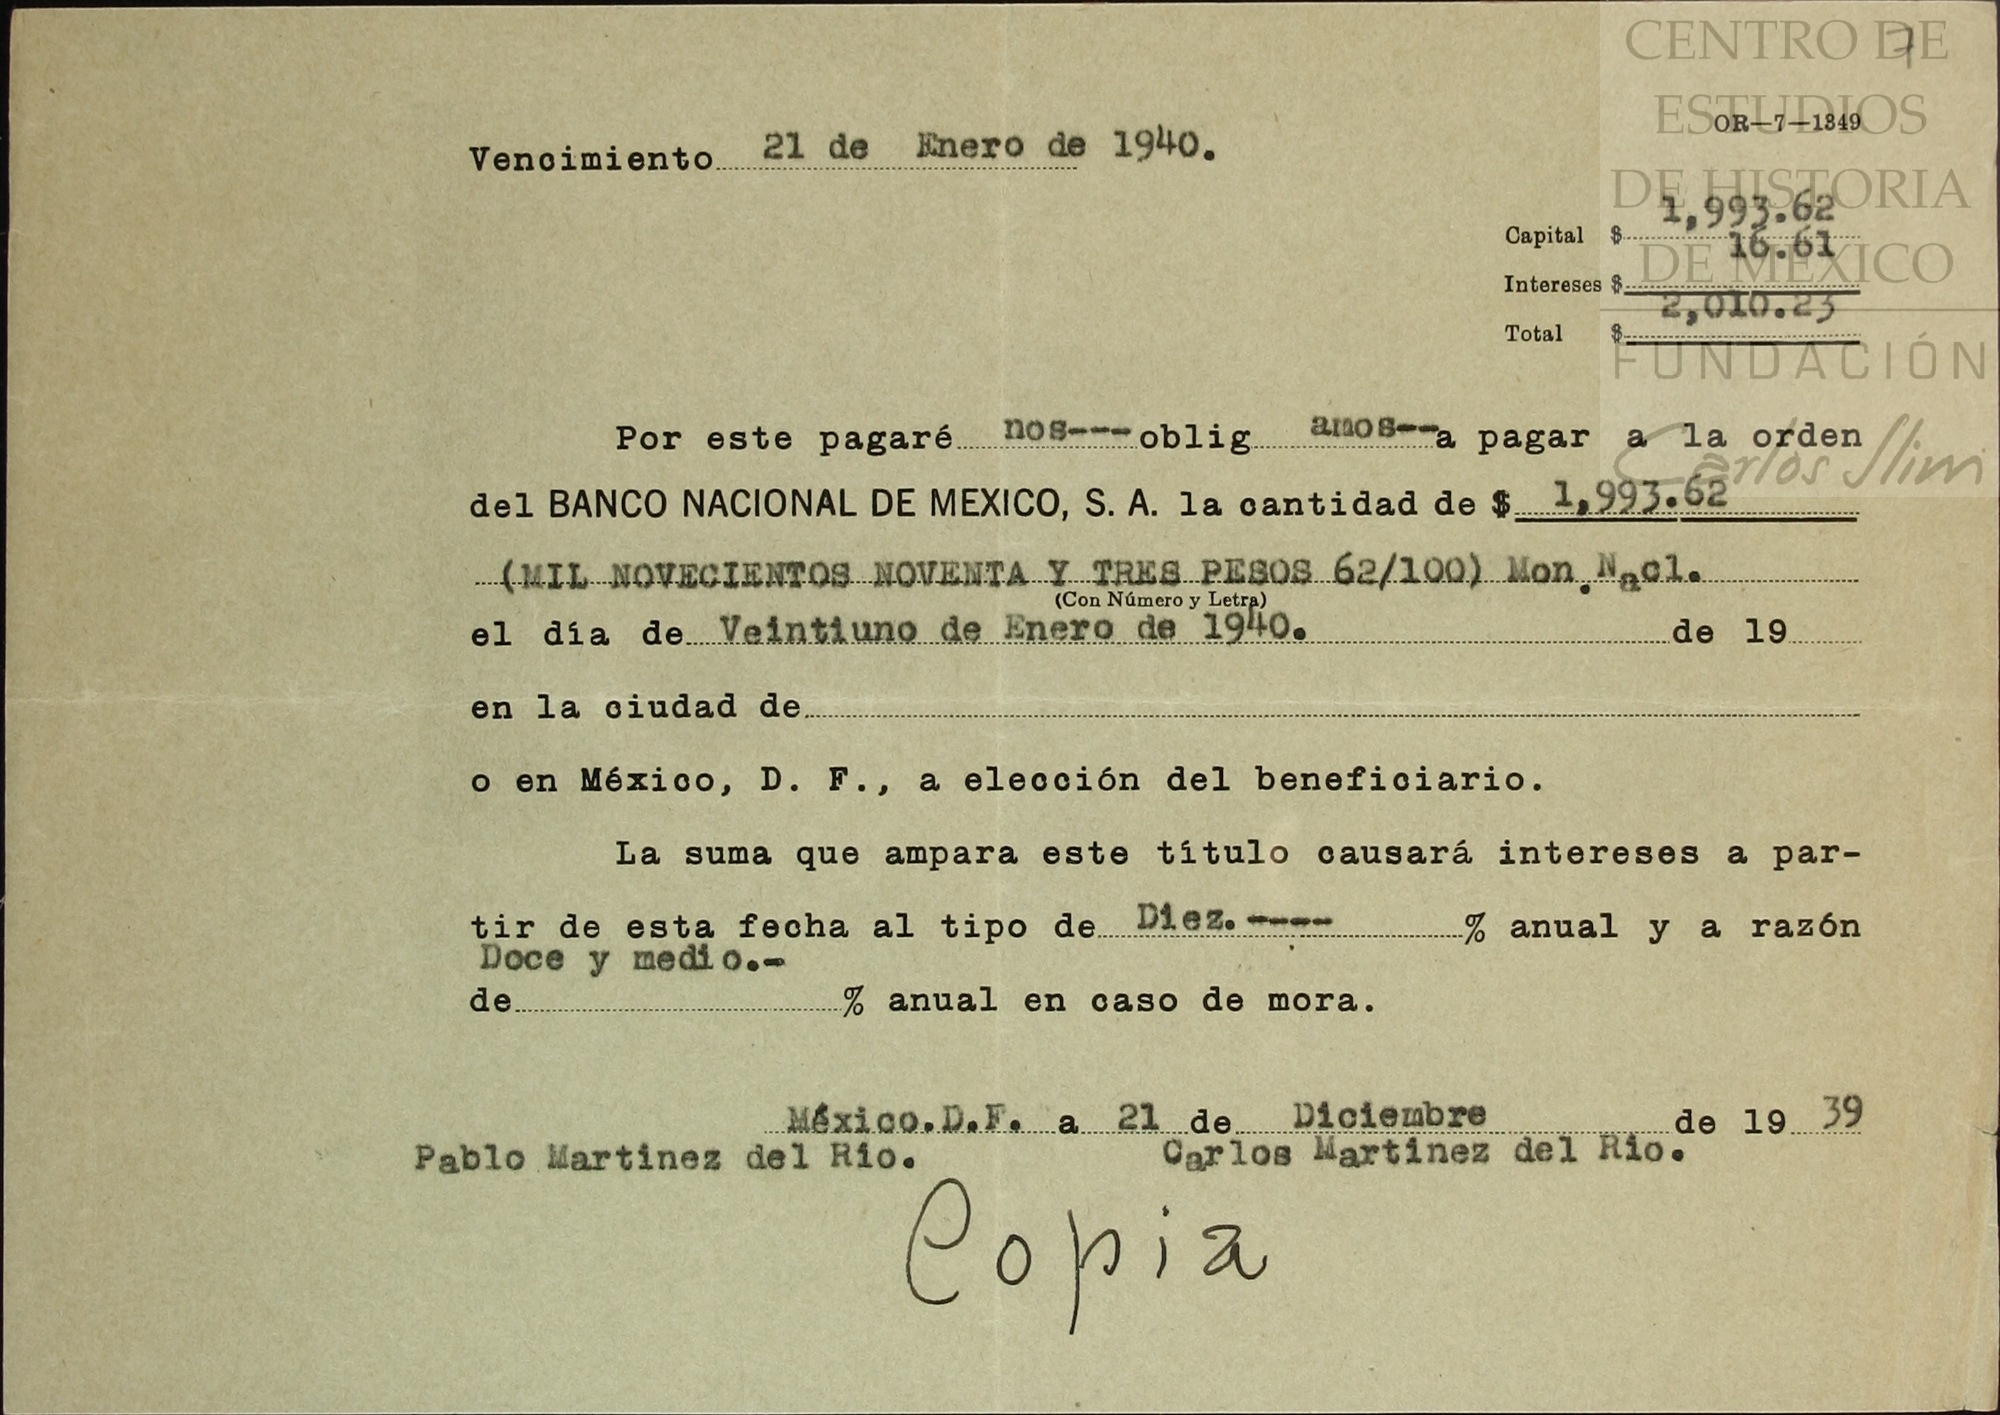 CENTRO DE
ESTUDIOS
DE HISTORIA
DE MÉXICO
FUNDACIÓN
Carlos Slim
7
OR—7—1349
Vencimiento 21 de Enero de 1940.
Capital $ 1,993.62
Intereses $ 16.61
Total $ 2,010.23
Por este pagaré nos---oblig amos--a pagar a la orden
del BANCO NACIONAL DE MEXICO, S. A. la cantidad de $ 1,993.62
(MIL NOVECIENTOS NOVENTA Y TRES PESOS 62/100) Mon.Nacl.
(Con Número y Letra)
el día de Veintiuno de Enero de 1940. de 19
en la ciudad de
o en México, D. F., a elección del beneficiario.
La suma que ampara este título causará intereses a par-
tir de esta fecha al tipo de Diez.---- % anual y a razón
Doce y medio.-
de % anual en caso de mora.
México.D.F. a 21 de Diciembre de 19 39
Pablo Martinez del Rio. Carlos Martinez del Rio.
Copia